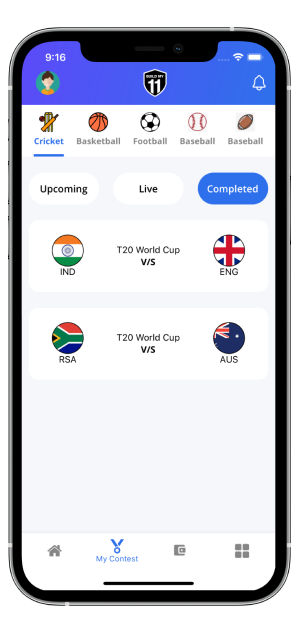 9:16
BUILD MY
11
Cricket Basketball Football Baseball Baseball
Upcoming Live Completed
T20 World Cup
V/S
IND ENG
T20 World Cup
V/S
RSA AUS
My Contest